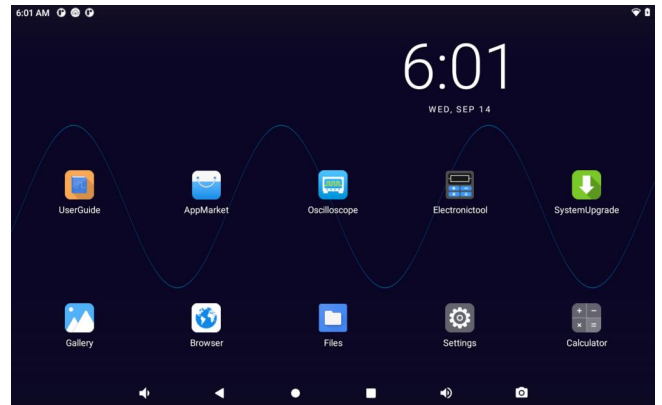 6:01 AM
6:01
WED, SEP 14
UserGuide
AppMarket
Oscilloscope
Electronictool
SystemUpgrade
Gallery
Browser
Files
Settings
Calculator